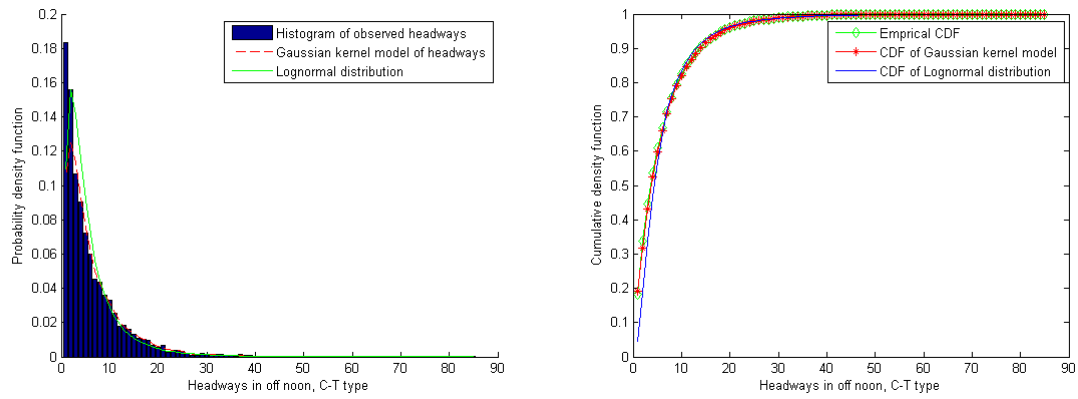 0.2
0.18
0.16
0.14
0.12
0.1
0.08
0.06
0.04
0.02
0
Probability density function
Histogram of observed headways
Gaussian kernel model of headways
Lognormal distribution
0 10 20 30 40 50 60 70 80 90
Headways in off noon, C-T type
1
0.9
0.8
0.7
0.6
0.5
0.4
0.3
0.2
0.1
0
Cumulative density function
Emprical CDF
CDF of Gaussian kernel model
CDF of Lognormal distribution
0 10 20 30 40 50 60 70 80 90
Headways in off noon, C-T type